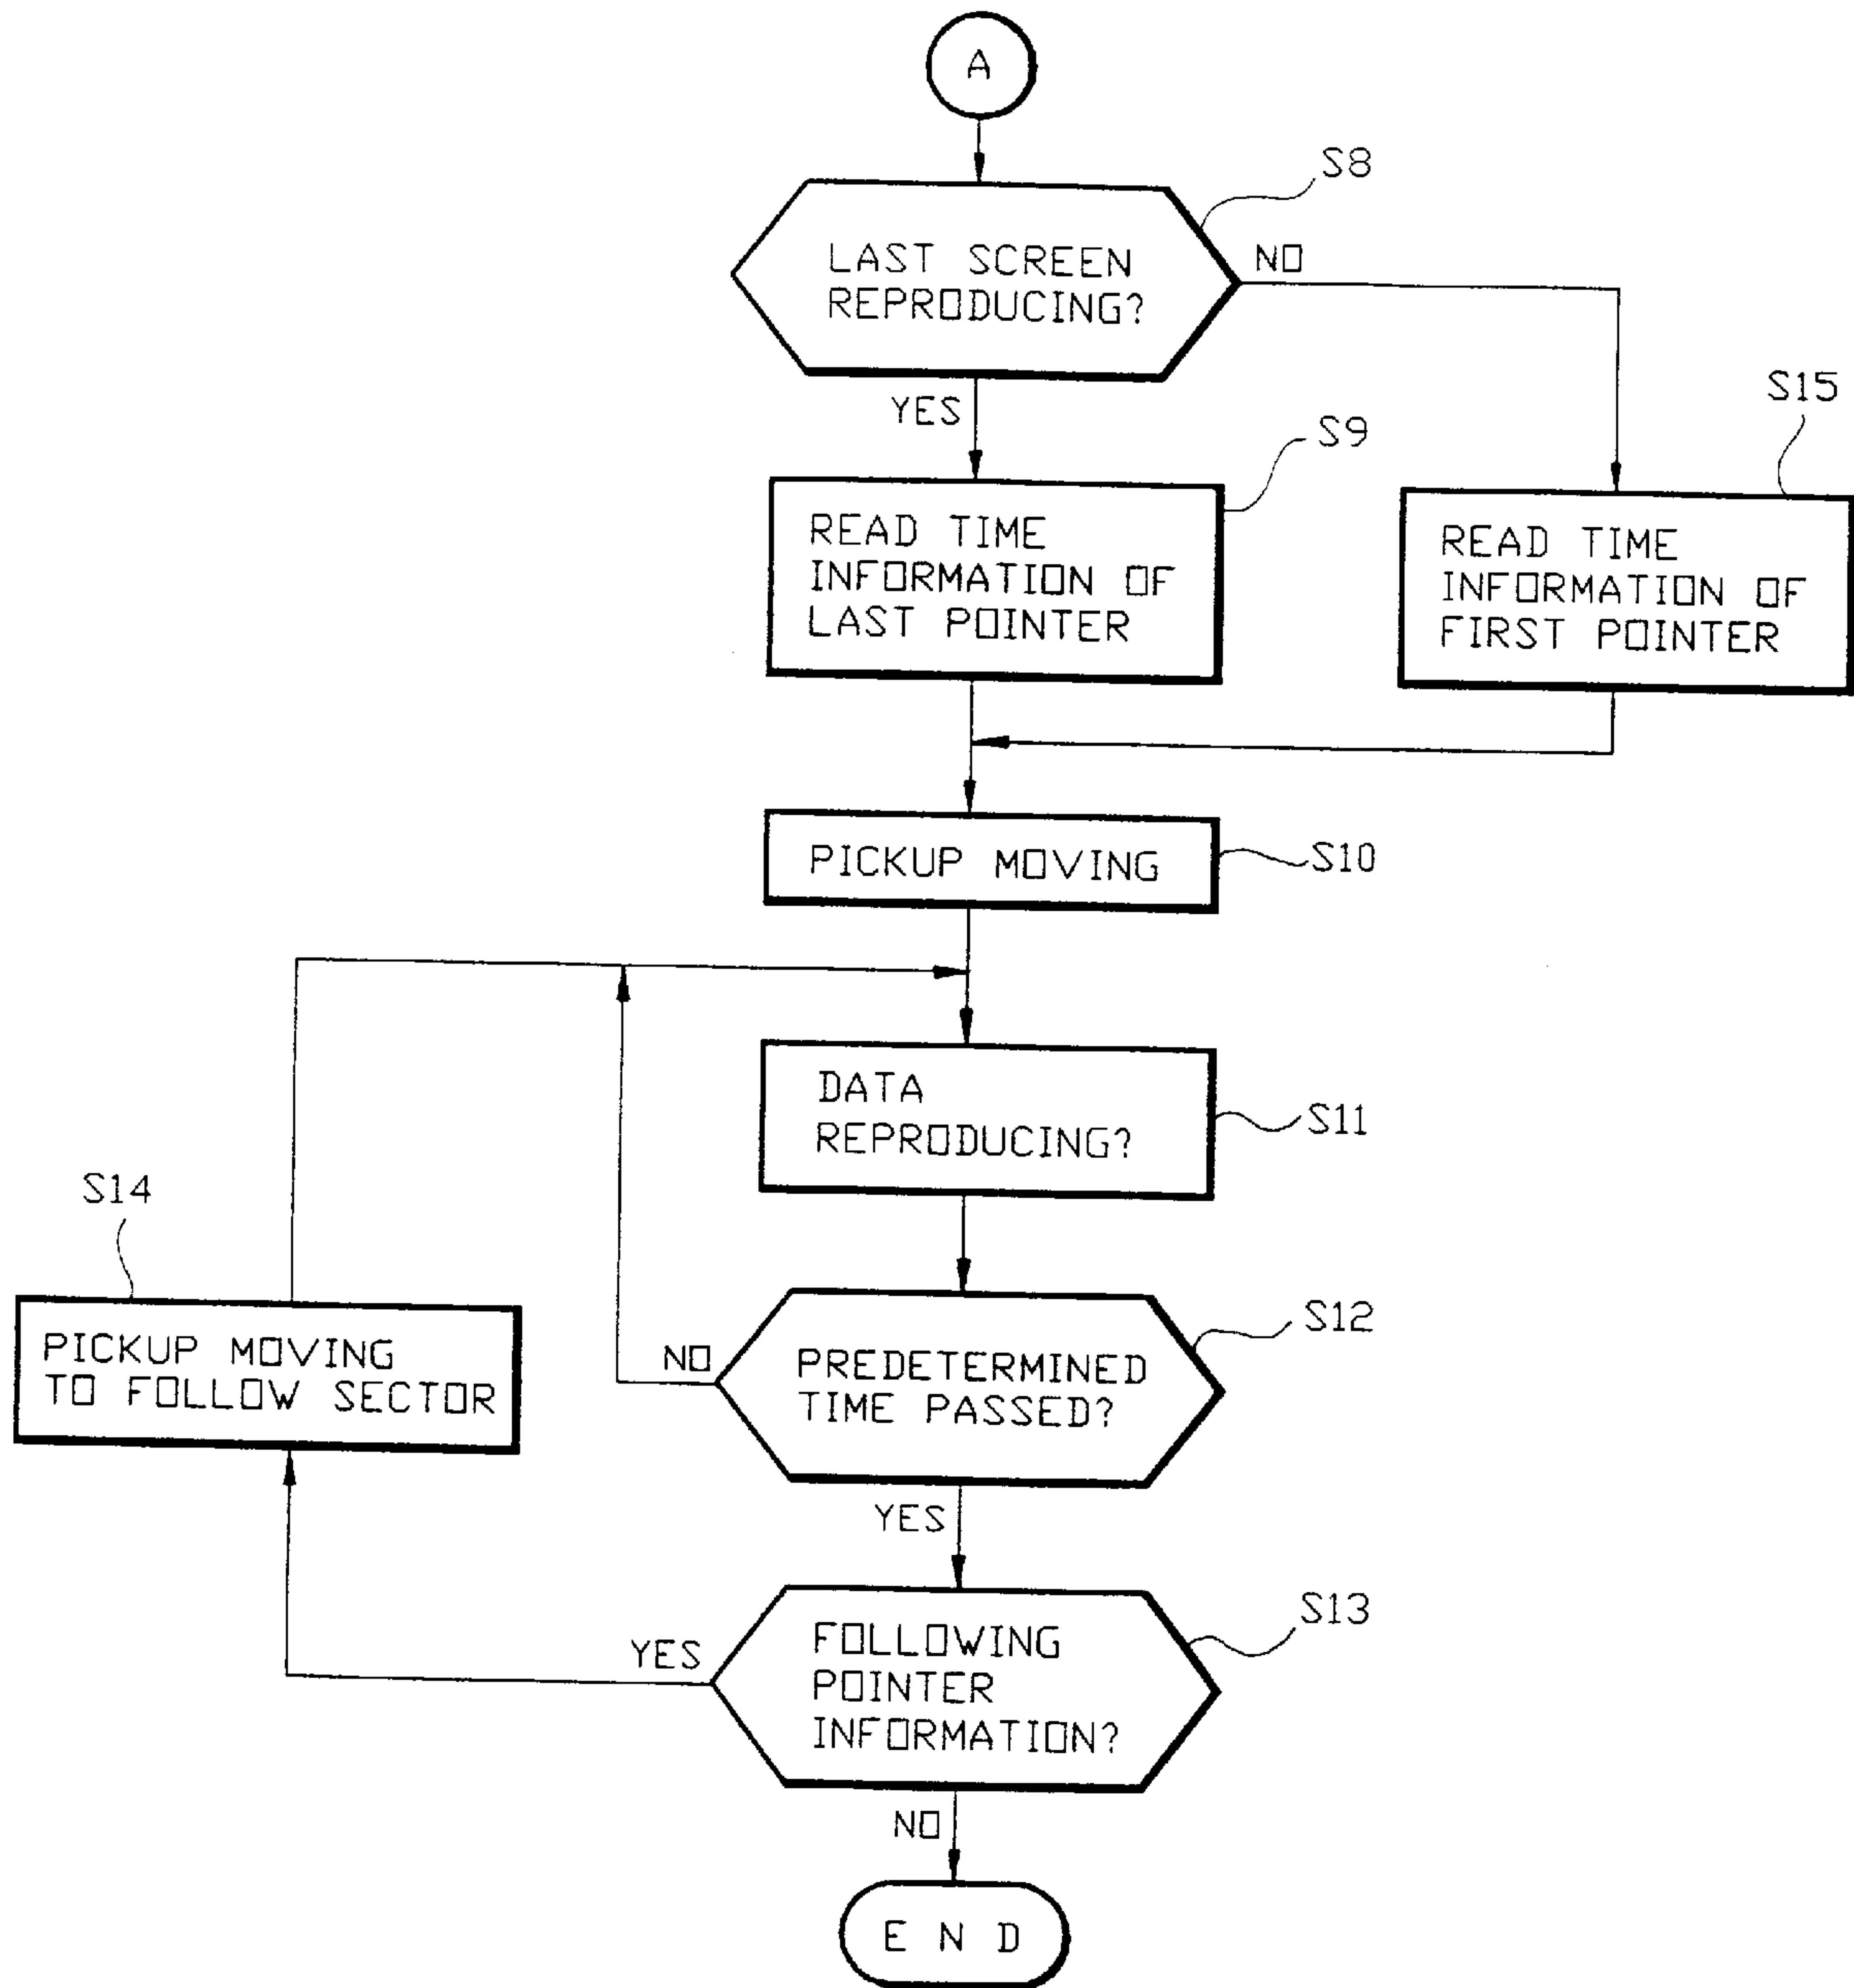 A
S8
LAST SCREEN
REPRODUCING?
NO
YES
S9
S15
READ TIME
INFORMATION OF
LAST POINTER
READ TIME
INFORMATION OF
FIRST POINTER
PICKUP MOVING
S10
DATA
REPRODUCING?
S11
S14
PICKUP MOVING
TO FOLLOW SECTOR
NO
PREDETERMINED
TIME PASSED?
S12
YES
YES
FOLLOWING
POINTER
INFORMATION?
S13
NO
E N D